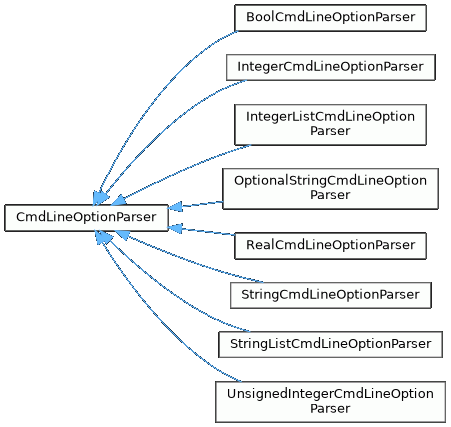 BoolCmdLineOptionParser
IntegerCmdLineOptionParser
IntegerListCmdLineOption
Parser
OptionalStringCmdLineOption
Parser
CmdLineOptionParser
RealCmdLineOptionParser
StringCmdLineOptionParser
StringListCmdLineOptionParser
UnsignedIntegerCmdLineOption
Parser